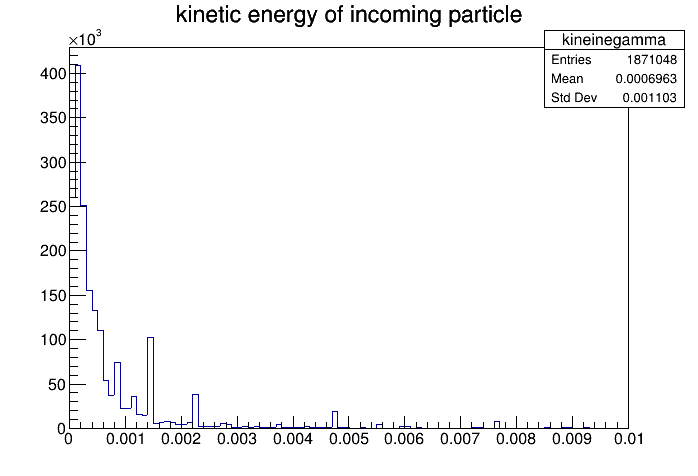 kinetic energy of incoming particle
×10³
kineinegamma
Entries 1871048
Mean 0.0006963
Std Dev 0.001103
400
350
300
250
200
150
100
50
0
0 0.001 0.002 0.003 0.004 0.005 0.006 0.007 0.008 0.009 0.01